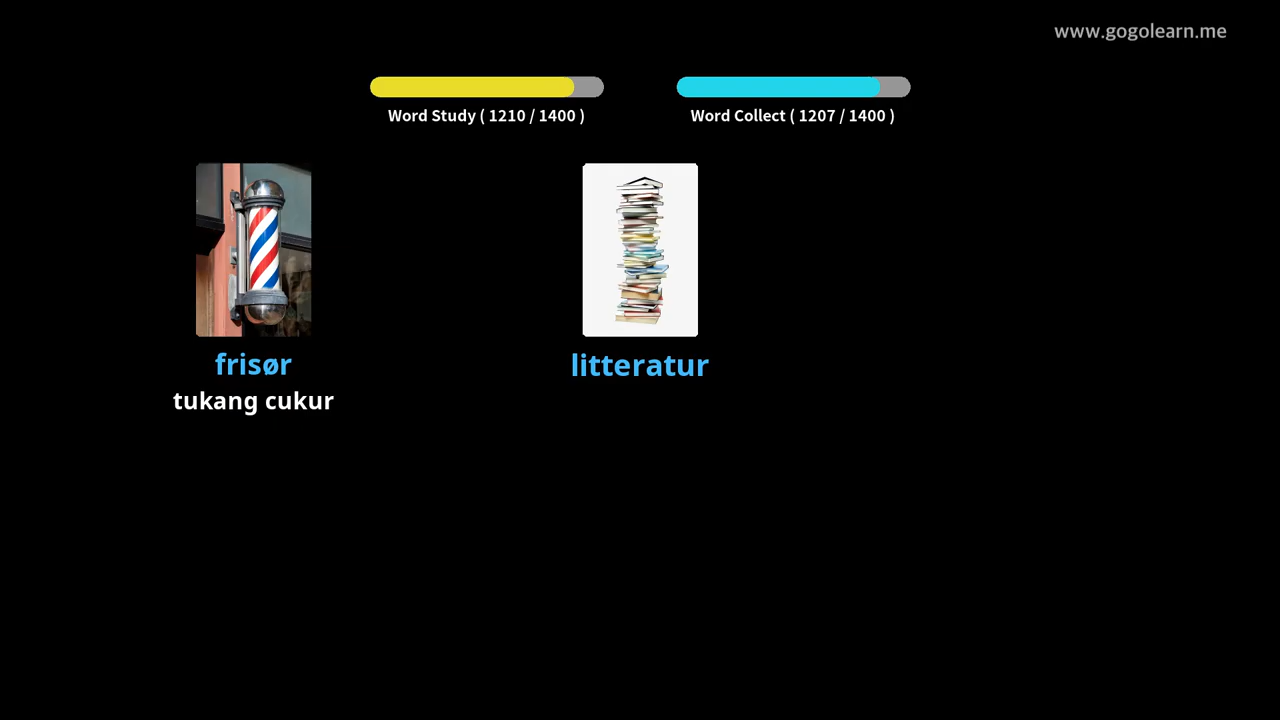 www.gogolearn.me
Word Study ( 1210 / 1400 )
Word Collect ( 1207 / 1400 )
frisør
tukang cukur
litteratur